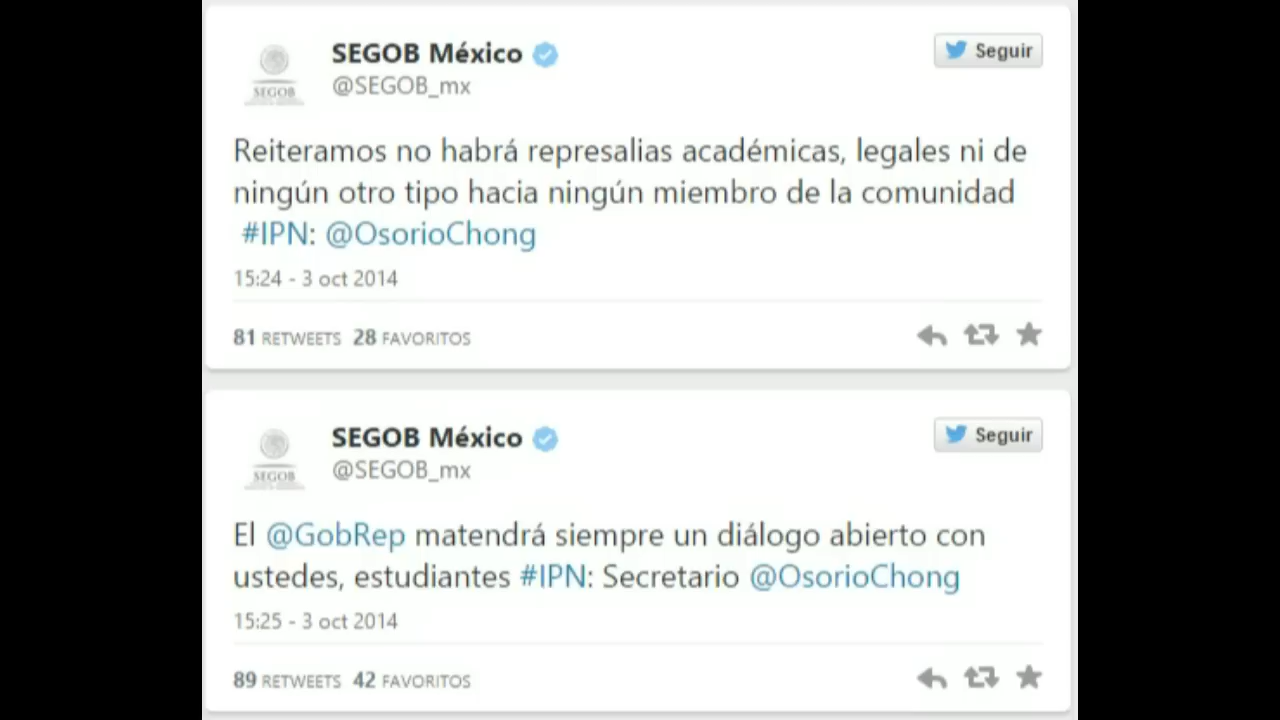 SEGOB México
Seguir
SEGOB
@SEGOB_mx
Reiteramos no habrá represalias académicas, legales ni de
ningún otro tipo hacia ningún miembro de la comunidad
#IPN: @OsorioChong
15:24 - 3 oct 2014
81 RETWEETS 28 FAVORITOS
SEGOB México
Seguir
SEGOB
@SEGOB_mx
El @GobRep matendrá siempre un diálogo abierto con
ustedes, estudiantes #IPN: Secretario @OsorioChong
15:25 - 3 oct 2014
89 RETWEETS 42 FAVORITOS